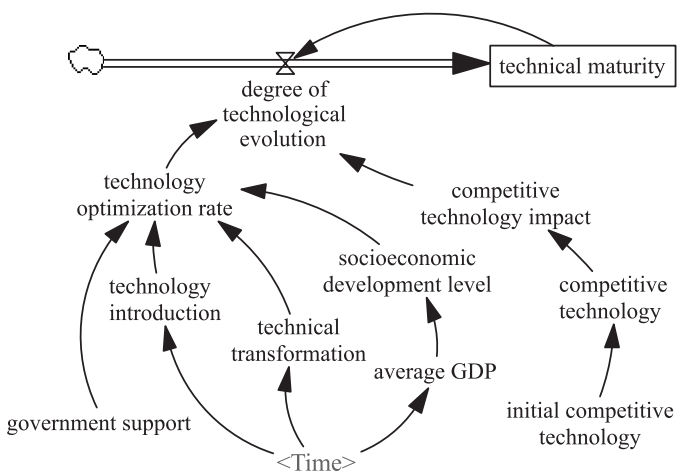 technical maturity
degree of
technological
evolution
technology
optimization rate
competitive
technology impact
socioeconomic
development level
technology
introduction
competitive
technology
technical
transformation
average GDP
government support
initial competitive
technology
<Time>